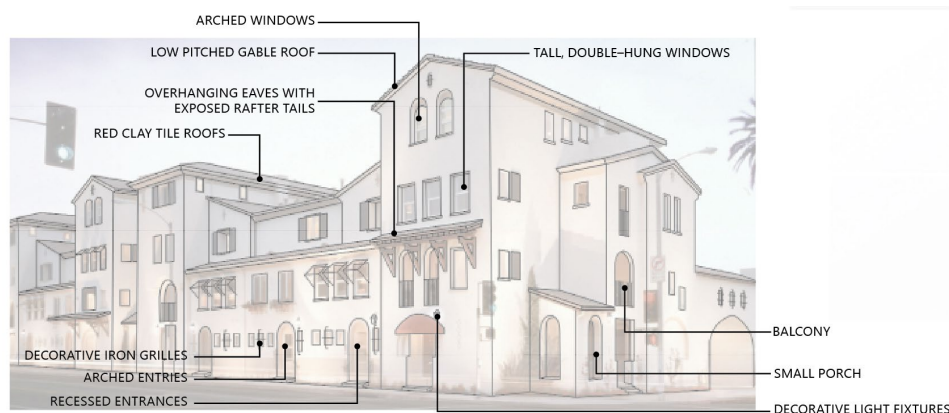 ARCHED WINDOWS
LOW PITCHED GABLE ROOF
TALL, DOUBLE–HUNG WINDOWS
OVERHANGING EAVES WITH
EXPOSED RAFTER TAILS
RED CLAY TILE ROOFS
BALCONY
DECORATIVE IRON GRILLES
SMALL PORCH
ARCHED ENTRIES
RECESSED ENTRANCES
DECORATIVE LIGHT FIXTURES